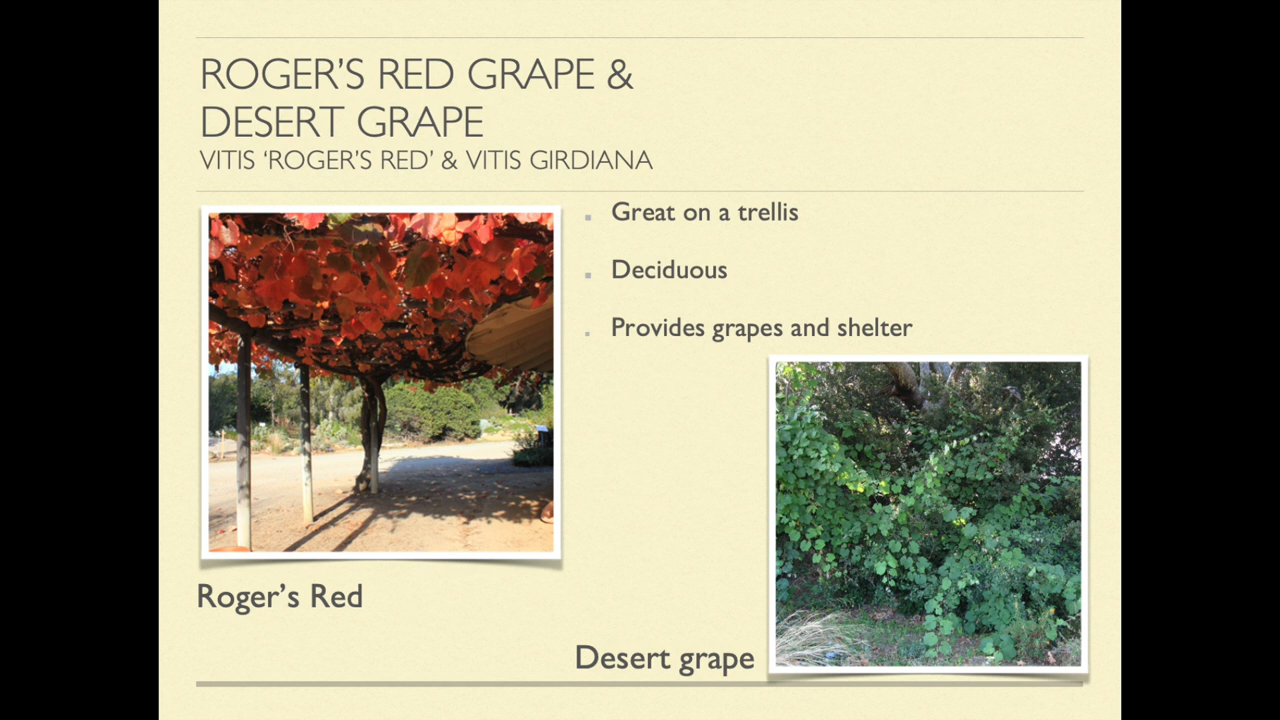 ROGER’S RED GRAPE &
DESERT GRAPE
VITIS ‘ROGER’S RED’ & VITIS GIRDIANA
Great on a trellis
Deciduous
Provides grapes and shelter
Roger’s Red
Desert grape